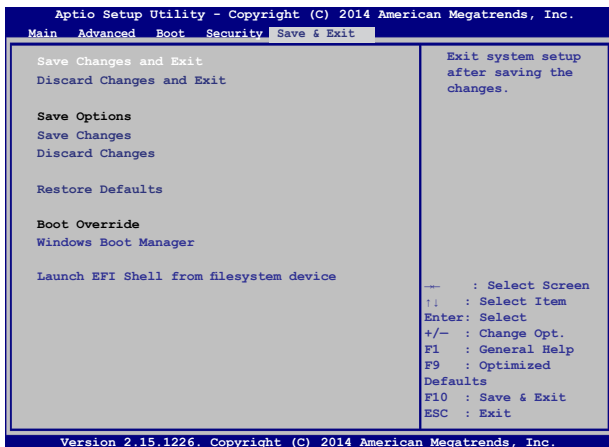 Aptio Setup Utility - Copyright (C) 2014 American Megatrends, Inc.
Main Advanced Boot Security Save & Exit
Save Changes and Exit
Discard Changes and Exit
Save Options
Save Changes
Discard Changes
Restore Defaults
Boot Override
Windows Boot Manager
Launch EFI Shell from filesystem device
Exit system setup
after saving the
changes.
→← : Select Screen
↑↓ : Select Item
Enter: Select
+/— : Change Opt.
F1 : General Help
F9 : Optimized
Defaults
F10 : Save & Exit
ESC : Exit
Version 2.15.1226. Copyright (C) 2014 American Megatrends, Inc.